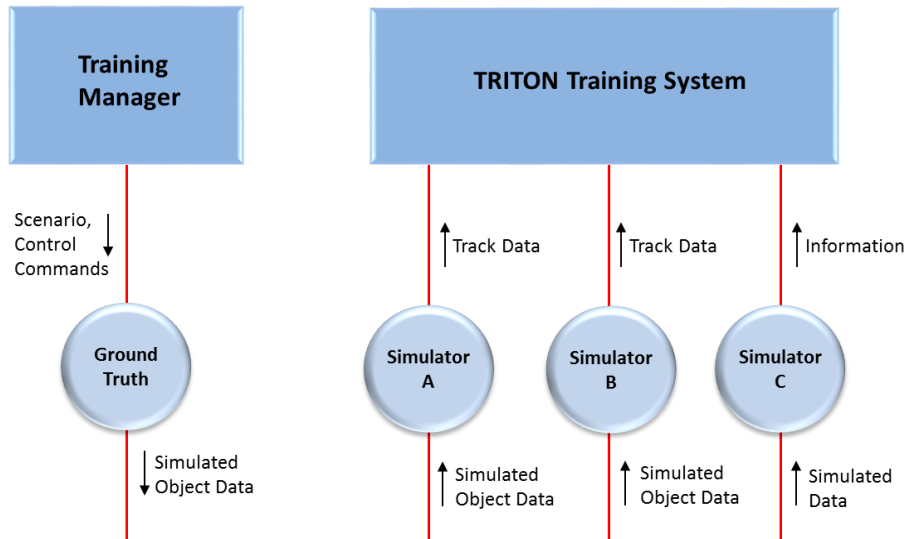 Training
Manager
TRITON Training System
Scenario,
Control
Commands
Track Data
Track Data
Information
Ground
Truth
Simulator
A
Simulator
B
Simulator
C
Simulated
Object Data
Simulated
Object Data
Simulated
Object Data
Simulated
Data